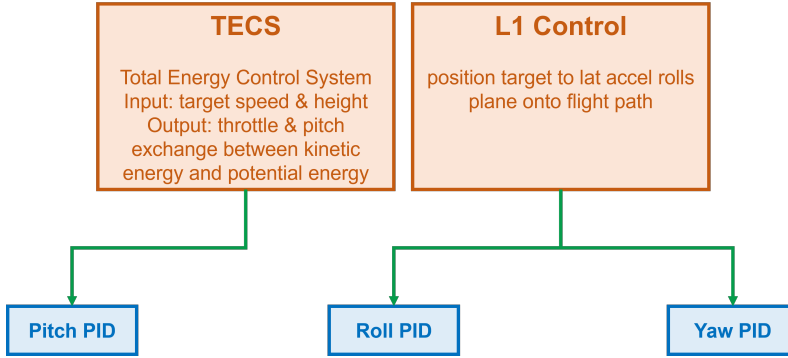 TECS
Total Energy Control System
Input: target speed & height
Output: throttle & pitch
exchange between kinetic
energy and potential energy
L1 Control
position target to lat accel rolls
plane onto flight path
Pitch PID
Roll PID
Yaw PID